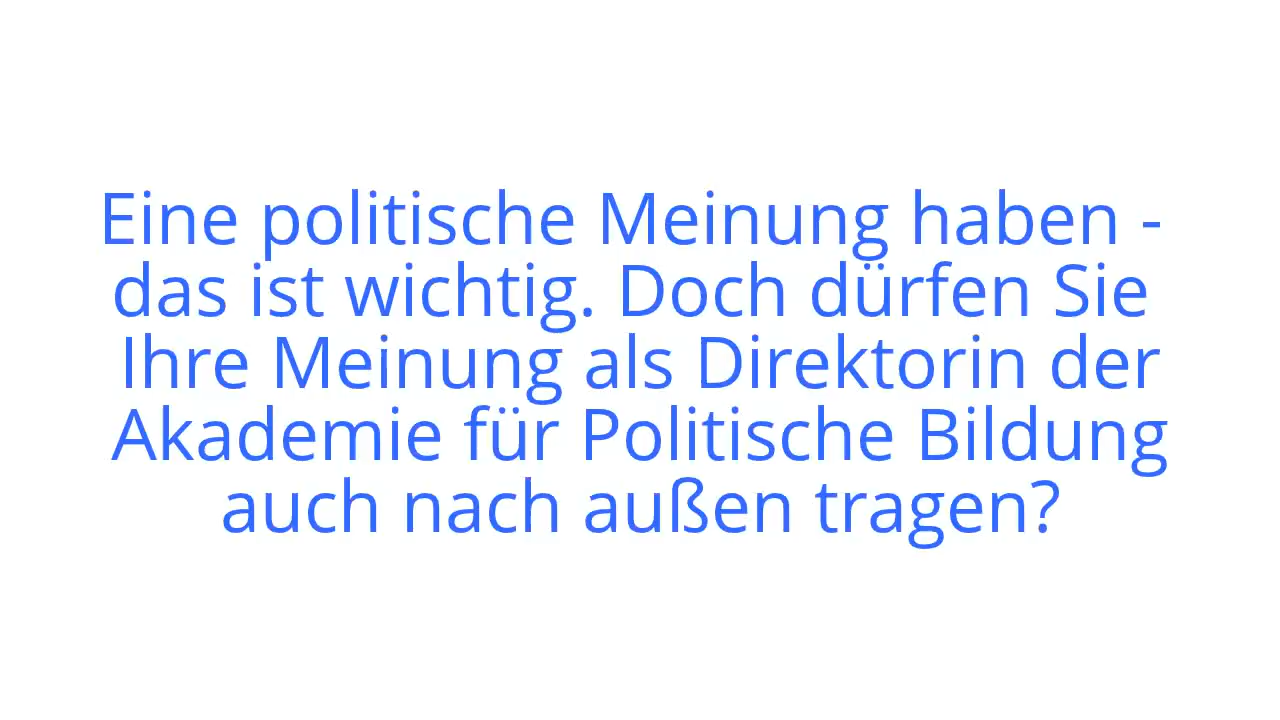 Eine politische Meinung haben -
das ist wichtig. Doch dürfen Sie
Ihre Meinung als Direktorin der
Akademie für Politische Bildung
auch nach außen tragen?